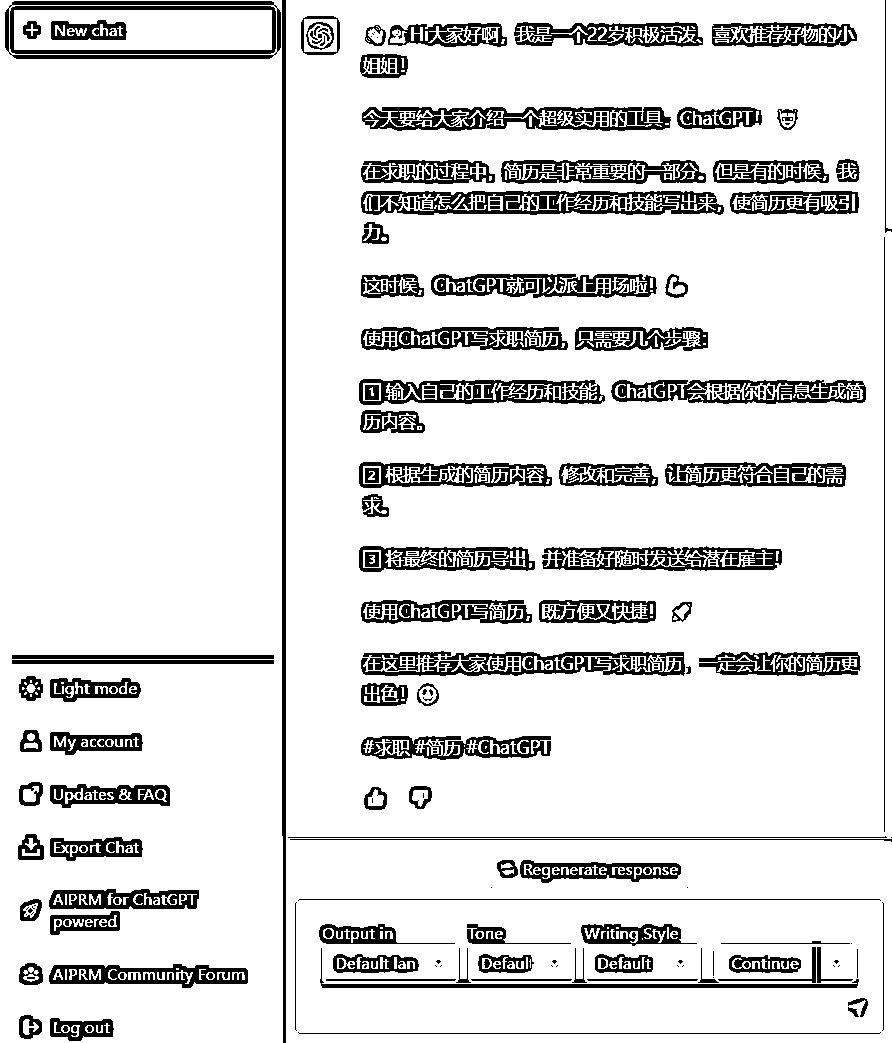 New chat
Hi大家好啊，我是一个22岁积极活泼、喜欢推荐好物的小
姐姐！
今天要给大家介绍一个超级实用的工具：ChatGPT！
在求职的过程中，简历是非常重要的一部分。但是有的时候，我
们不知道怎么把自己的工作经历和技能写出来，使简历更有吸引
力。
这时候，ChatGPT就可以派上用场啦！
使用ChatGPT写求职简历，只需要几个步骤：
1 输入自己的工作经历和技能，ChatGPT会根据你的信息生成简
历内容。
2 根据生成的简历内容，修改和完善，让简历更符合自己的需
求。
3 将最终的简历导出，并准备好随时发送给潜在雇主！
使用ChatGPT写简历，既方便又快捷！
在这里推荐大家使用ChatGPT写求职简历，一定会让你的简历更
出色！
#求职 #简历 #ChatGPT
Light mode
My account
Updates & FAQ
Export Chat
AIPRM for ChatGPT
powered
AIPRM Community Forum
Log out
Regenerate response
Output in Tone Writing Style
Default lan Defaul Default Continue